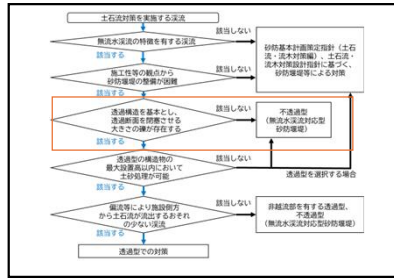 土石流対策を実施する渓流
無流水渓流の特徴を有する渓流
該当しない
該当する
砂防基本計画策定指針（土石
流・流木対策編）、土石流・
流木対策設計指針に基づく、
砂防堰堤等による対策
施工性等の観点から
砂防堰堤の整備が困難
該当しない
該当する
透過構造を基本とし、
透過断面を閉塞させる
大きさの礫が存在する
該当しない
不透過型
（無流水渓流対応型
砂防堰堤）
該当する
透過型の構造物の
最大設置高以内において
土砂処理が可能
該当しない
透過型を選択する場合
該当する
偏流等により施設側方
から土石流が流出するおそれ
の少ない渓流
該当しない
非越流部を有する透過型、
不透過型
（無流水渓流対応型砂防堰堤）
該当する
透過型での対策